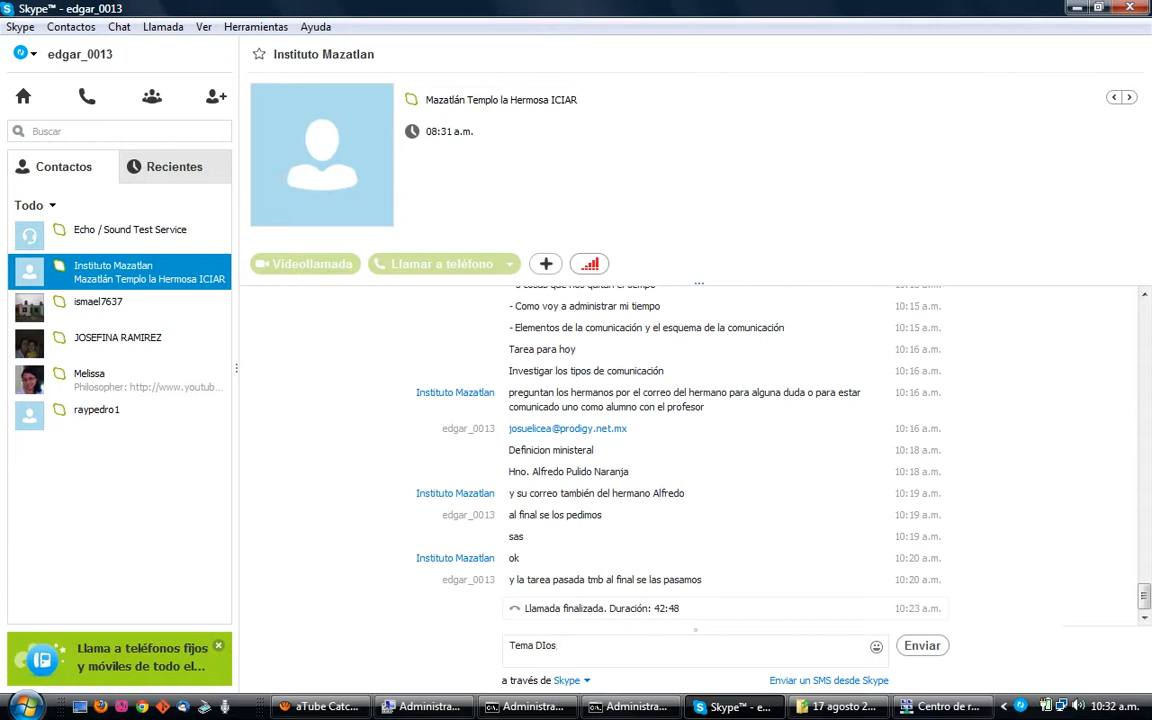 Skype™ - edgar_0013
Skype Contactos Chat Llamada Ver Herramientas Ayuda
edgar_0013
Buscar
Contactos Recientes
Todo
Echo / Sound Test Service
Instituto Mazatlan
Mazatlán Templo la Hermosa ICIAR
ismael7637
JOSEFINA RAMIREZ
Melissa
Philosopher: http://www.youtub...
raypedro1
Llama a teléfonos fijos
y móviles de todo el...
Instituto Mazatlan
Mazatlán Templo la Hermosa ICIAR
08:31 a.m.
Videollamada Llamar a teléfono
- Como voy a administrar mi tiempo 10:15 a.m.
- Elementos de la comunicación y el esquema de la comunicación 10:15 a.m.
Tarea para hoy 10:16 a.m.
Investigar los tipos de comunicación 10:16 a.m.
Instituto Mazatlan preguntan los hermanos por el correo del hermano para alguna duda o para estar 10:16 a.m.
comunicado uno como alumno con el profesor
edgar_0013 josuelicea@prodigy.net.mx 10:16 a.m.
Definicion ministeral 10:18 a.m.
Hno. Alfredo Pulido Naranja 10:18 a.m.
Instituto Mazatlan y su correo también del hermano Alfredo 10:19 a.m.
edgar_0013 al final se los pedimos 10:19 a.m.
sas 10:19 a.m.
Instituto Mazatlan ok 10:20 a.m.
edgar_0013 y la tarea pasada tmb al final se las pasamos 10:20 a.m.
Llamada finalizada. Duración: 42:48 10:23 a.m.
Tema DIos
Enviar
a través de Skype Enviar un SMS desde Skype
aTube Catc... Administra... Administra... Administra... Skype™ - e... 17 agosto 2... Centro de r... 10:32 a.m.